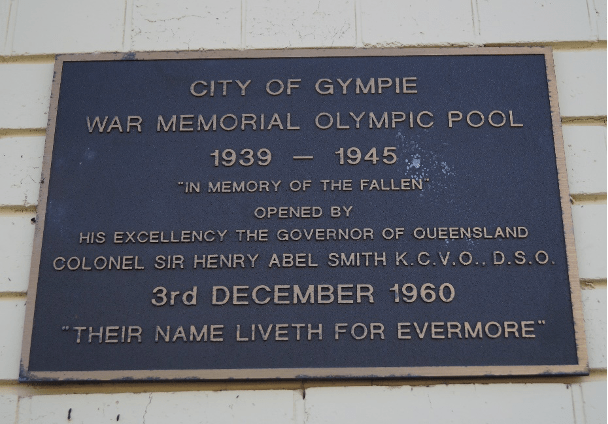 CITY OF GYMPIE
WAR MEMORIAL OLYMPIC POOL
1939 – 1945
"IN MEMORY OF THE FALLEN"
OPENED BY
HIS EXCELLENCY THE GOVERNOR OF QUEENSLAND
COLONEL SIR HENRY ABEL SMITH K.C.V.O., D.S.O.
3rd DECEMBER 1960
"THEIR NAME LIVETH FOR EVERMORE"